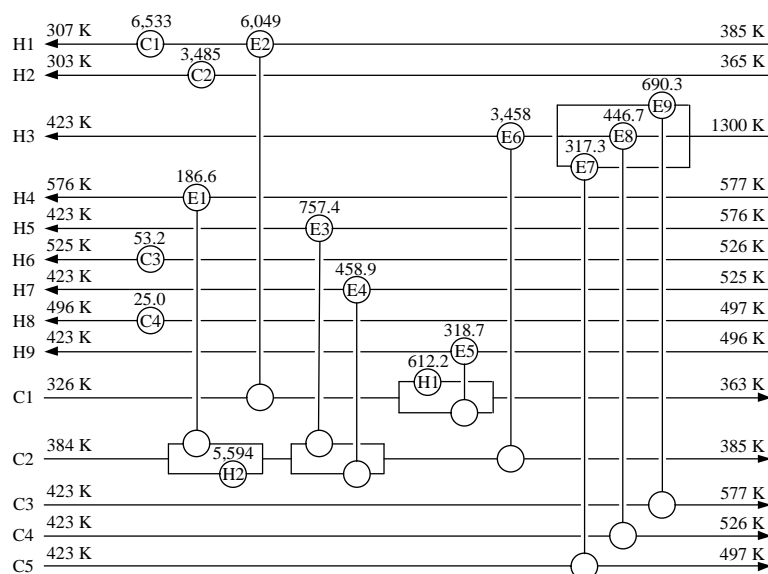 6,533 6,049
H1 307 K C1 E2 385 K
3,485
H2 303 K C2 365 K
690.3
E9
3,458 446.7
H3 423 K E6 E8 1300 K
317.3
E7
186.6
H4 576 K E1 577 K
757.4
H5 423 K E3 576 K
53.2
H6 525 K C3 526 K
458.9
H7 423 K E4 525 K
25.0
H8 496 K C4 497 K
318.7
H9 423 K E5 496 K
612.2
H1
C1 326 K 363 K
5,594
C2 384 K 385 K
H2
C3 423 K 577 K
C4 423 K 526 K
C5 423 K 497 K